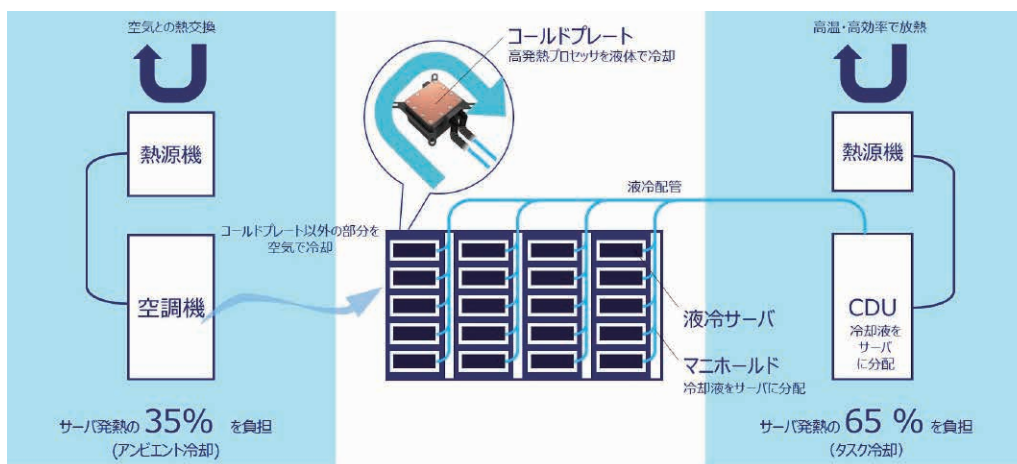 空気との熱交換
熱源機
空調機
サーバ発熱の 35% を負担
(アンビエント冷却)
コールドプレート
高発熱プロセッサを液体で冷却
コールドプレート以外の部分を
空気で冷却
液冷配管
液冷サーバ
マニホールド
冷却液をサーバに分配
高温・高効率で放熱
熱源機
CDU
冷却液を
サーバ
に分配
サーバ発熱の 65 % を負担
(タスク冷却)